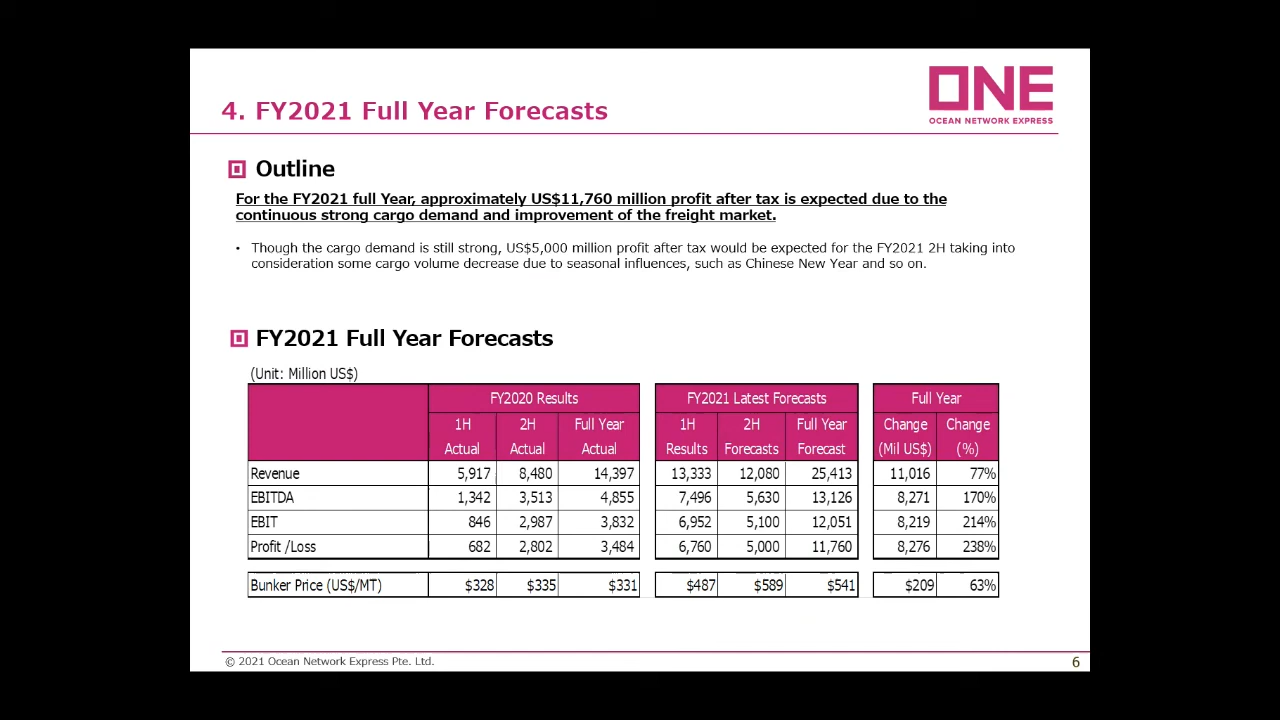 4. FY2021 Full Year Forecasts
ONE
OCEAN NETWORK EXPRESS
Outline
For the FY2021 full Year, approximately US$11,760 million profit after tax is expected due to the
continuous strong cargo demand and improvement of the freight market.
• Though the cargo demand is still strong, US$5,000 million profit after tax would be expected for the FY2021 2H taking into
consideration some cargo volume decrease due to seasonal influences, such as Chinese New Year and so on.
FY2021 Full Year Forecasts
(Unit: Million US$)
FY2020 Results FY2021 Latest Forecasts Full Year
1H 2H Full Year 1H 2H Full Year Change Change
Actual Actual Actual Results Forecasts Forecast (Mil US$) (%)
Revenue 5,917 8,480 14,397 13,333 12,080 25,413 11,016 77%
EBITDA 1,342 3,513 4,855 7,496 5,630 13,126 8,271 170%
EBIT 846 2,987 3,832 6,952 5,100 12,051 8,219 214%
Profit /Loss 682 2,802 3,484 6,760 5,000 11,760 8,276 238%
Bunker Price (US$/MT) $328 $335 $331 $487 $589 $541 $209 63%
© 2021 Ocean Network Express Pte. Ltd.
6